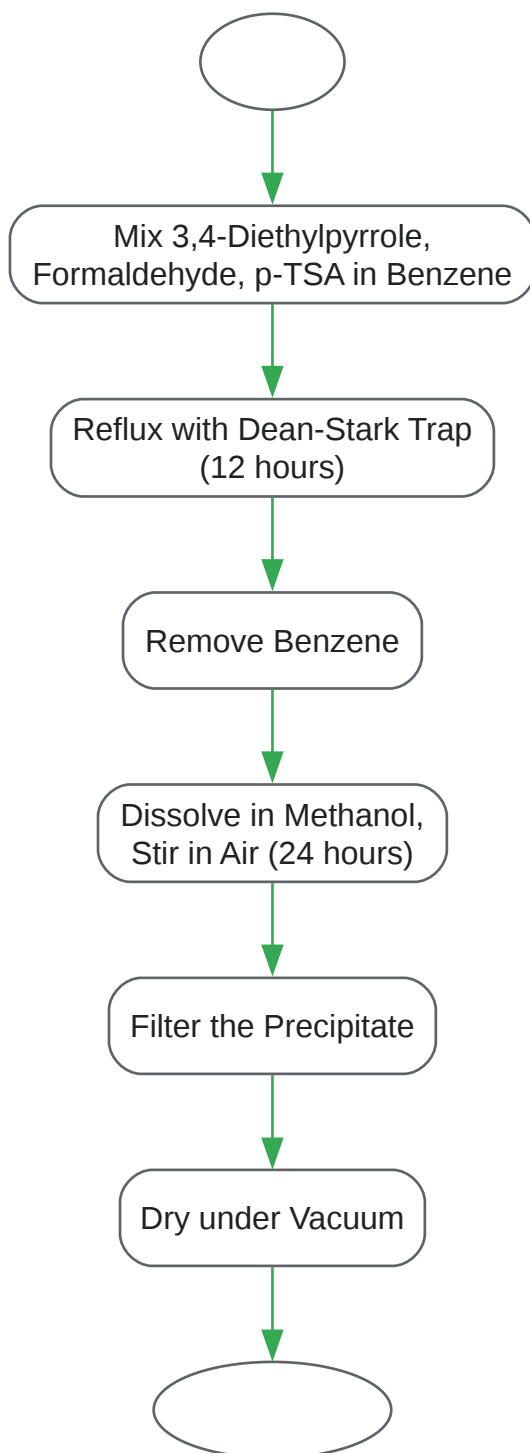 Mix 3,4-Diethylpyrrole,
Formaldehyde, p-TSA in Benzene
Reflux with Dean-Stark Trap
(12 hours)
Remove Benzene
Dissolve in Methanol,
Stir in Air (24 hours)
Filter the Precipitate
Dry under Vacuum